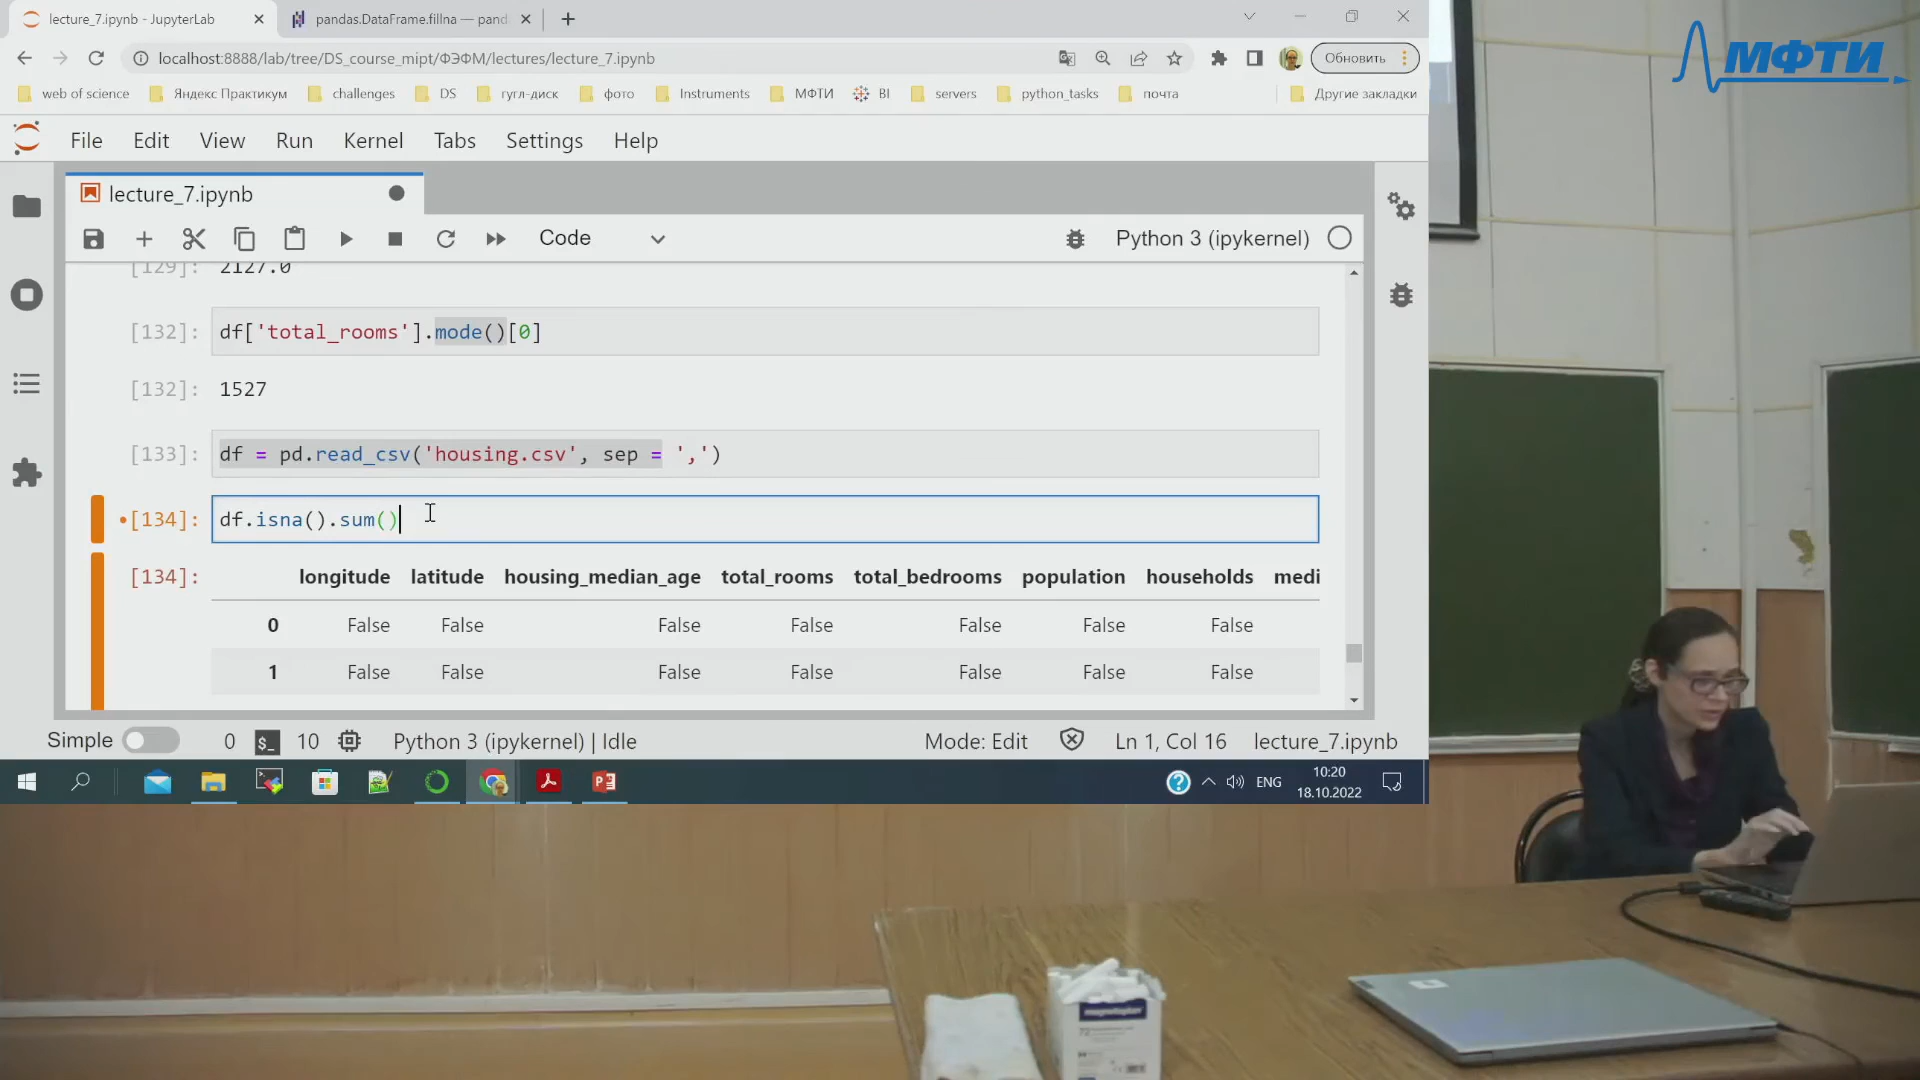 lecture_7.ipynb - JupyterLab
pandas.DataFrame.fillna — pand
localhost:8888/lab/tree/DS_course_mipt/ФЭФМ/lectures/lecture_7.ipynb
Обновить
web of science
Яндекс Практикум
challenges
DS
гугл-диск
фото
Instruments
МФТИ
BI
servers
python_tasks
почта
Другие закладки
МФТИ
File Edit View Run Kernel Tabs Settings Help
lecture_7.ipynb
Code
Python 3 (ipykernel)
[129]: 2127.0
[132]: df['total_rooms'].mode()[0]
[132]: 1527
[133]: df = pd.read_csv('housing.csv', sep = ',')
•[134]: df.isna().sum()
[134]: longitude latitude housing_median_age total_rooms total_bedrooms population households medi
0 False False False False False False False
1 False False False False False False False
Simple 0 $_ 10 Python 3 (ipykernel) | Idle Mode: Edit Ln 1, Col 16 lecture_7.ipynb
ENG
10:20
18.10.2022